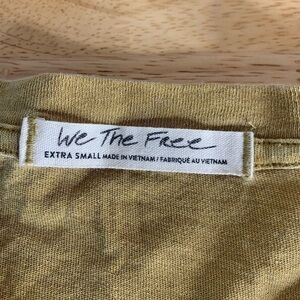 We The Free
EXTRA SMALL MADE IN VIETNAM / FABRIQUÉ AU VIETNAM